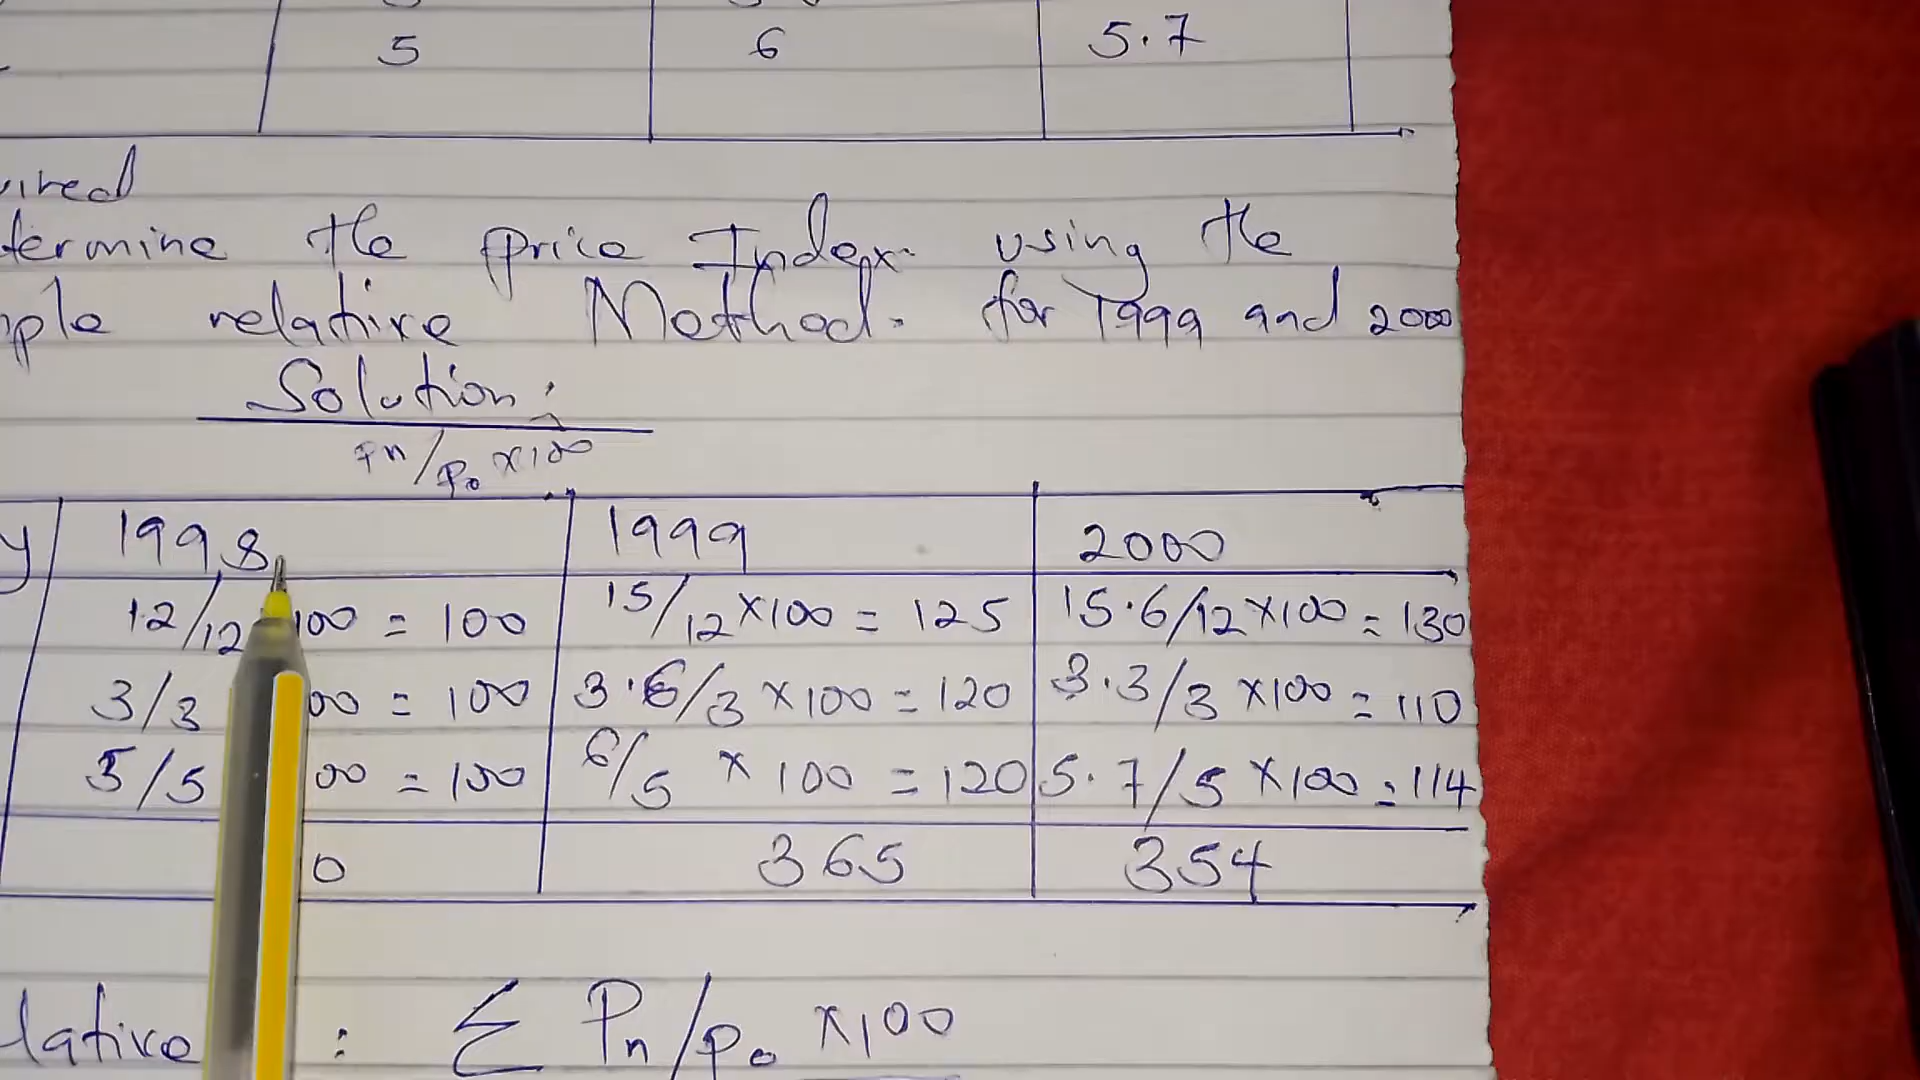 5 6 5.7
uired
termine the price Index using the
mple relative Method. for 1999 and 2000
Solution:
Pn/Po x100
y 1998 1999 2000
12/12 100 = 100 15/12 x100 = 125 15.6/12 x100 = 130
3/3 00 = 100 3.6/3 x100 = 120 3.3/3 x100 = 110
5/5 00 = 100 6/5 x 100 = 120 5.7/5 x100 = 114
0 365 354
lative : Σ Pn/Po x100